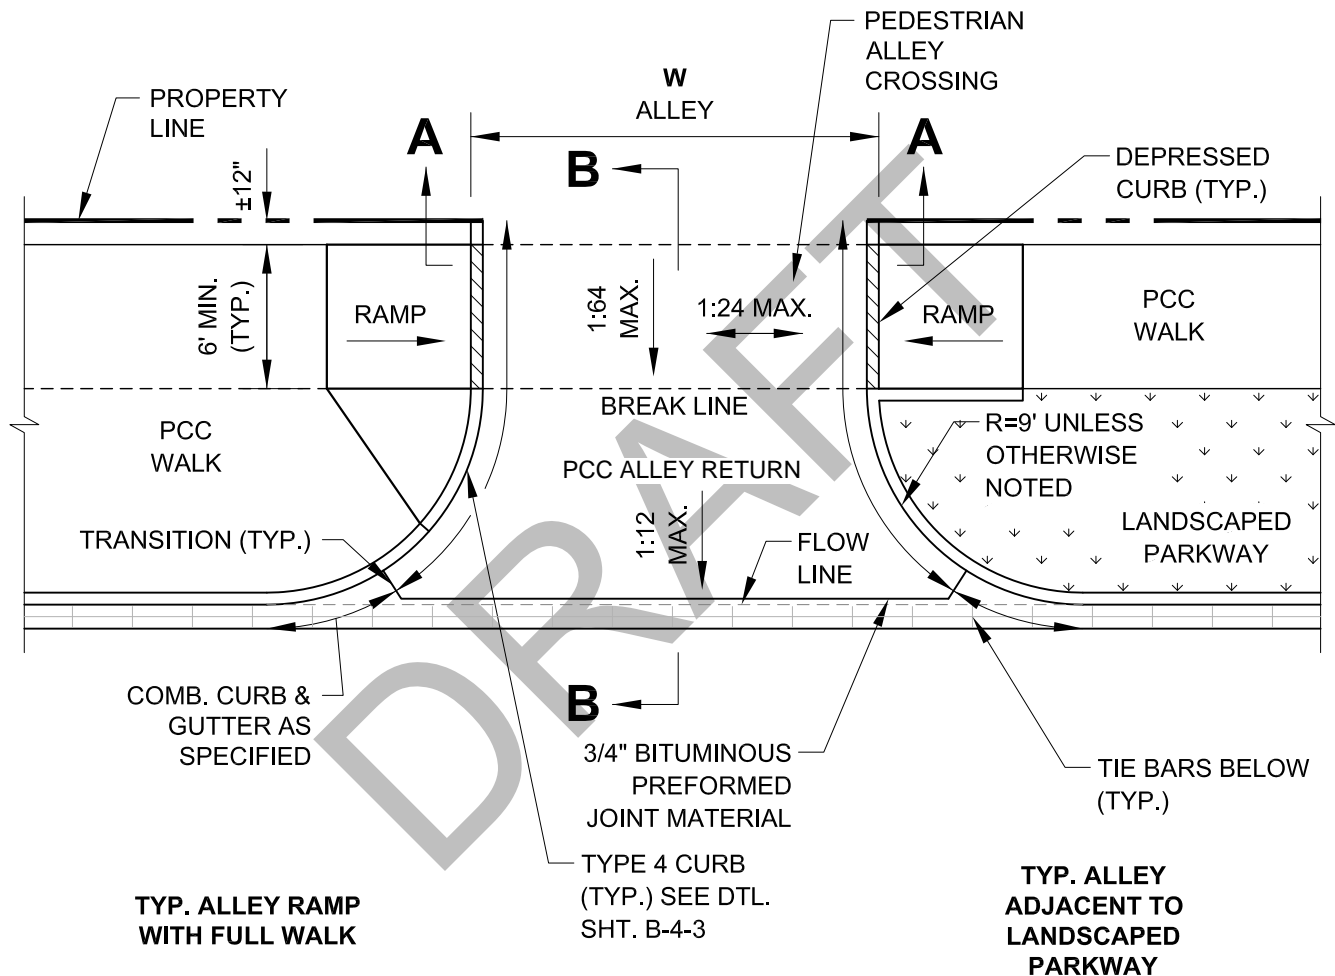 PEDESTRIAN
ALLEY
CROSSING
W
ALLEY
PROPERTY
LINE
A
A
B
DEPRESSED
CURB (TYP.)
±12"
6' MIN.
(TYP.)
RAMP
1:64
MAX.
1:24 MAX.
RAMP
PCC
WALK
BREAK LINE
PCC
WALK
R=9' UNLESS
OTHERWISE
NOTED
PCC ALLEY RETURN
LANDSCAPED
PARKWAY
TRANSITION (TYP.)
1:12
MAX.
FLOW
LINE
DRAFT
COMB. CURB &
GUTTER AS
SPECIFIED
B
3/4" BITUMINOUS
PREFORMED
JOINT MATERIAL
TIE BARS BELOW
(TYP.)
TYPE 4 CURB
(TYP.) SEE DTL.
SHT. B-4-3
TYP. ALLEY RAMP
WITH FULL WALK
TYP. ALLEY
ADJACENT TO
LANDSCAPED
PARKWAY